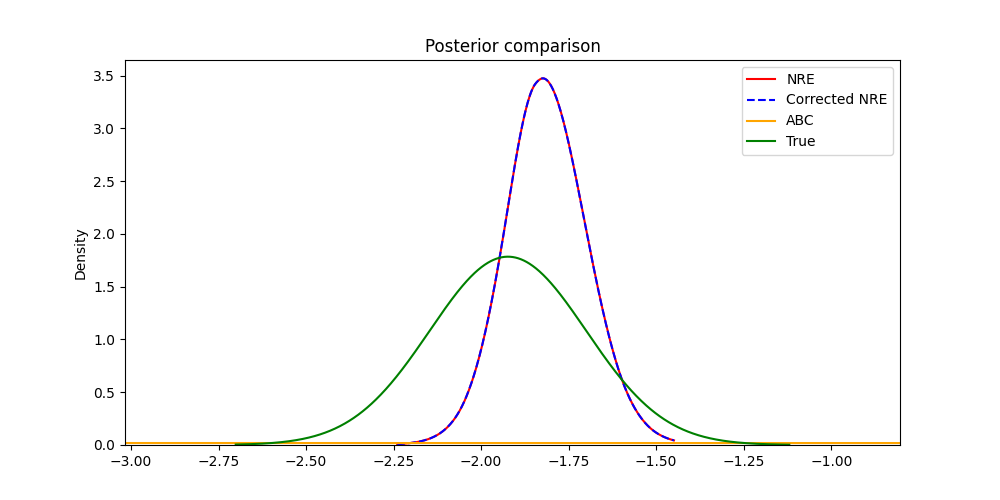 Posterior comparison
NRE
Corrected NRE
ABC
True
Density
3.5
3.0
2.5
2.0
1.5
1.0
0.5
0.0
−3.00 −2.75 −2.50 −2.25 −2.00 −1.75 −1.50 −1.25 −1.00